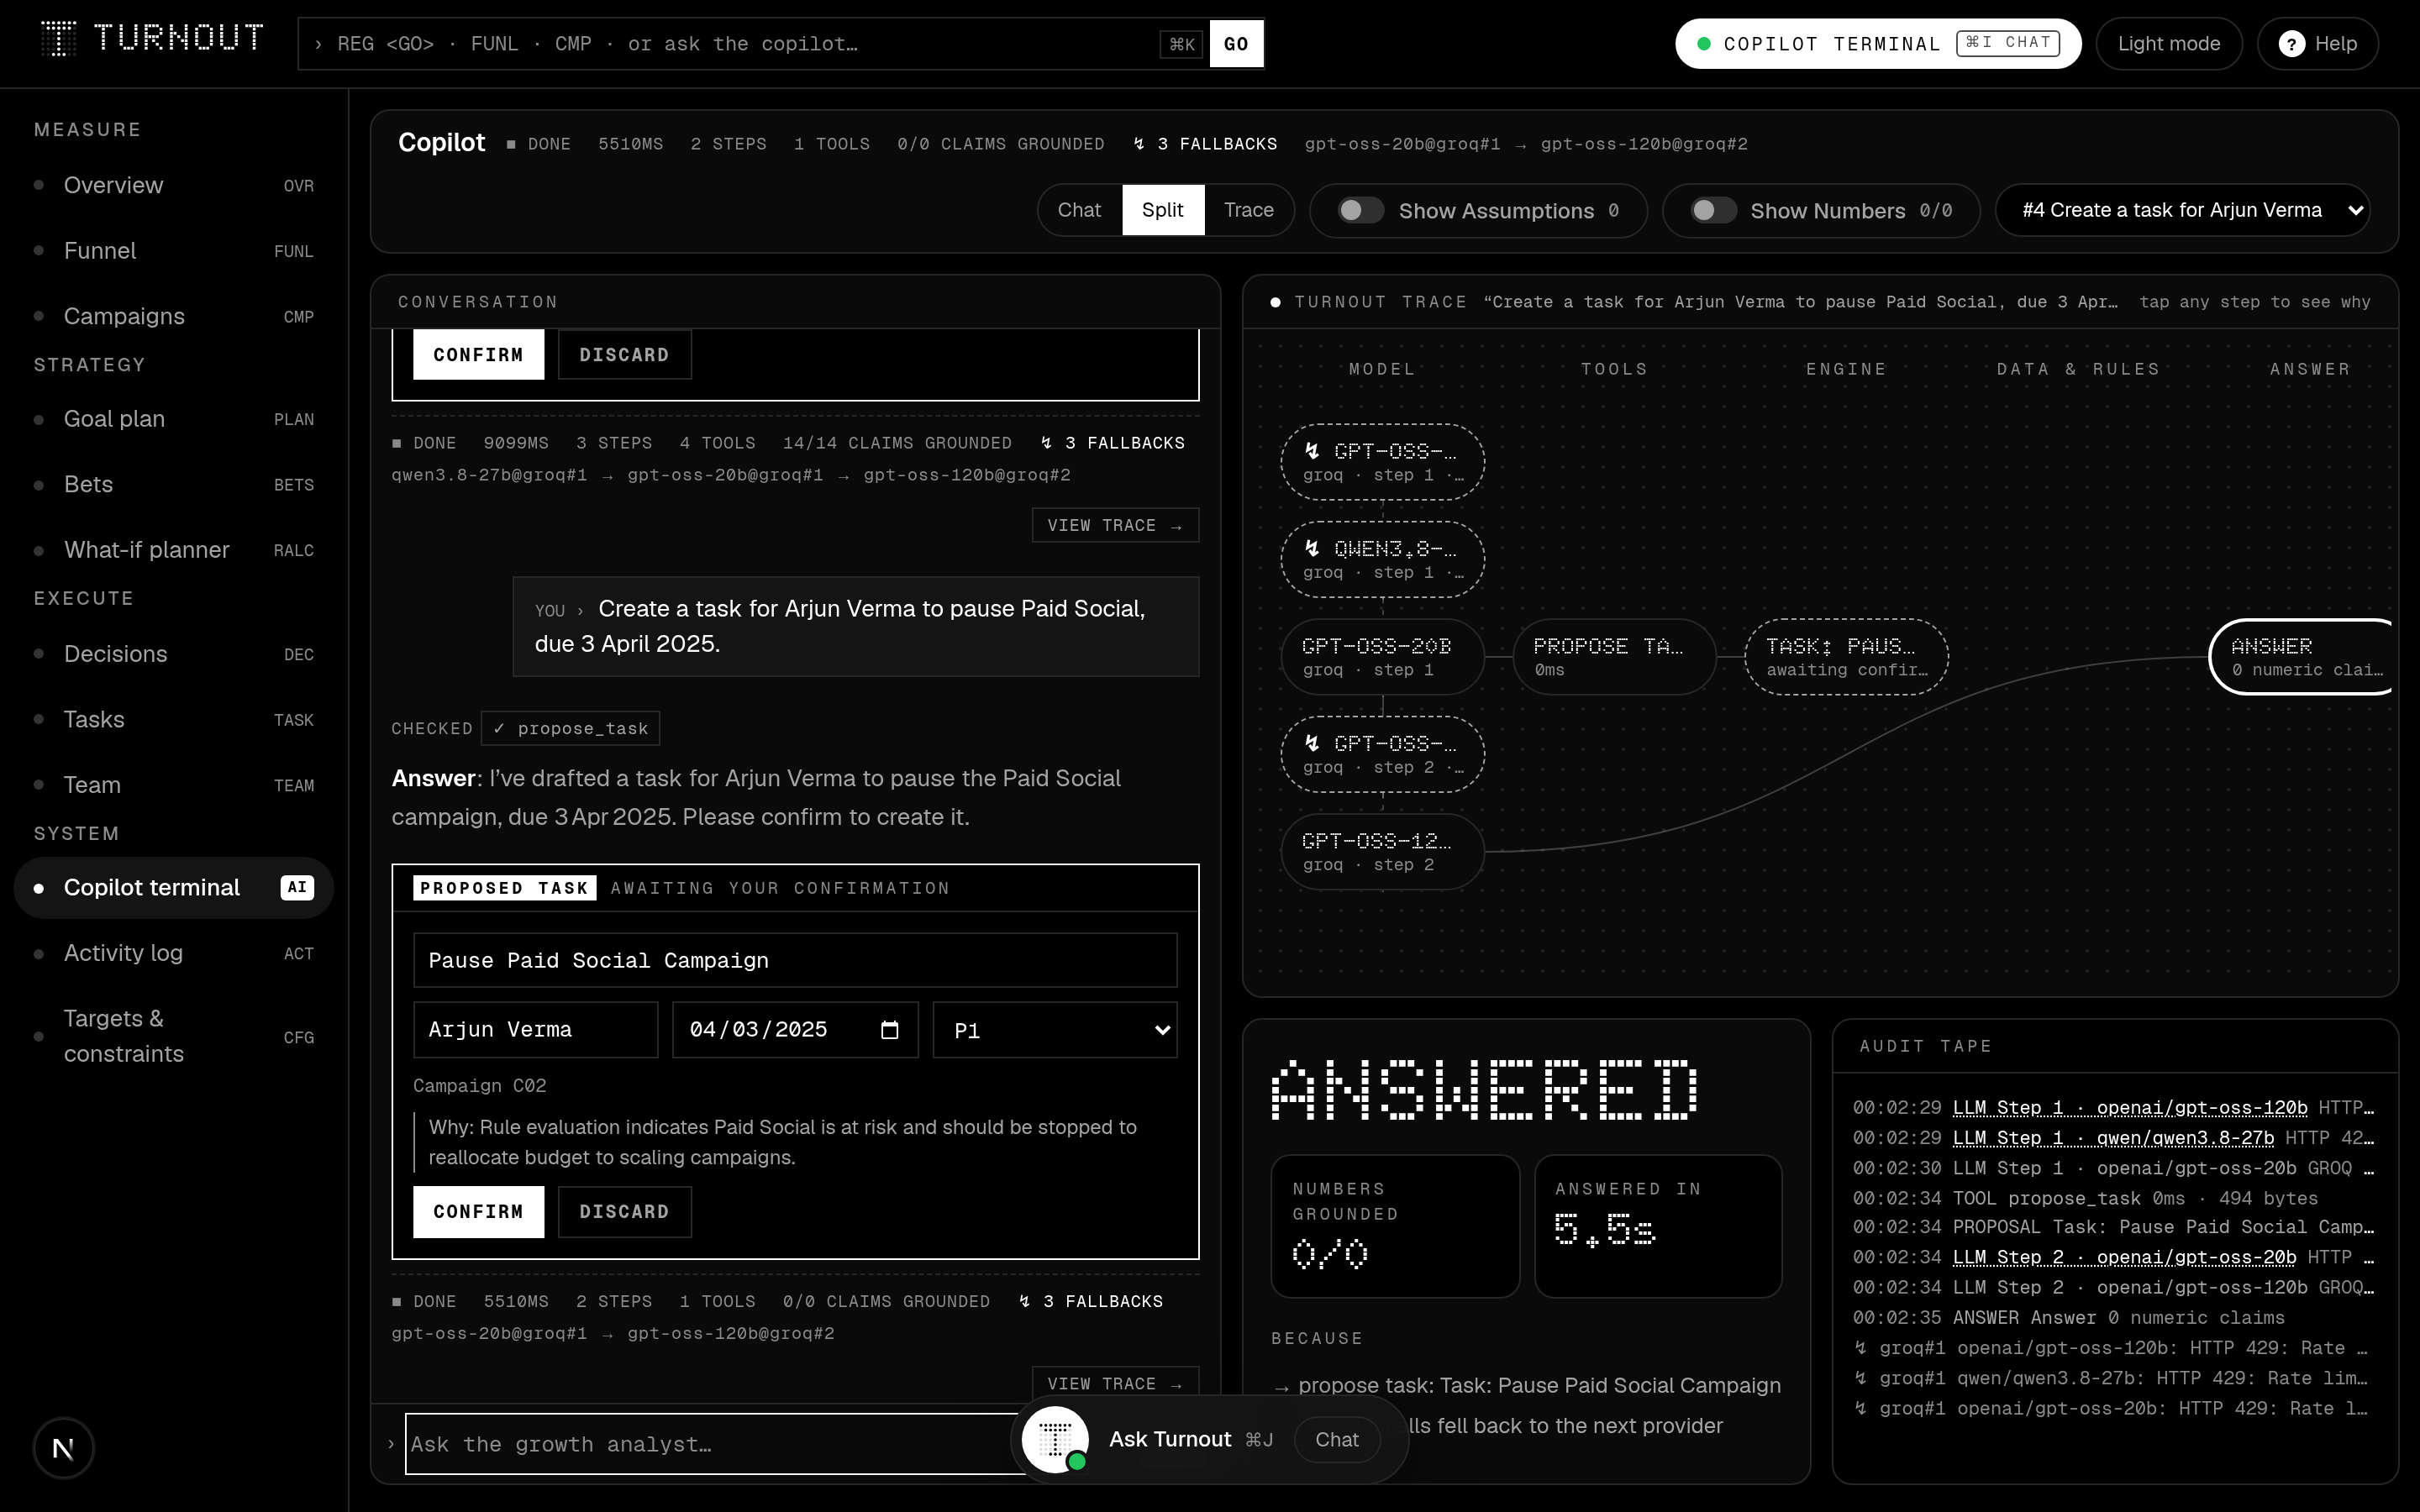 TURNOUT
› REG <GO> · FUNL · CMP · or ask the copilot… ⌘K GO
COPILOT TERMINAL ⌘I CHAT
Light mode
? Help
MEASURE
Overview OVR
Funnel FUNL
Campaigns CMP
STRATEGY
Goal plan PLAN
Bets BETS
What-if planner RALC
EXECUTE
Decisions DEC
Tasks TASK
Team TEAM
SYSTEM
Copilot terminal AI
Activity log ACT
Targets &
constraints CFG
N
Copilot ■ DONE 5510MS 2 STEPS 1 TOOLS 0/0 CLAIMS GROUNDED ↯ 3 FALLBACKS gpt-oss-20b@groq#1 → gpt-oss-120b@groq#2
Chat Split Trace Show Assumptions 0 Show Numbers 0/0 #4 Create a task for Arjun Verma
CONVERSATION
CONFIRM DISCARD
■ DONE 9099MS 3 STEPS 4 TOOLS 14/14 CLAIMS GROUNDED ↯ 3 FALLBACKS
qwen3.8-27b@groq#1 → gpt-oss-20b@groq#1 → gpt-oss-120b@groq#2
VIEW TRACE →
YOU › Create a task for Arjun Verma to pause Paid Social,
due 3 April 2025.
CHECKED ✓ propose_task
Answer: I’ve drafted a task for Arjun Verma to pause the Paid Social
campaign, due 3 Apr 2025. Please confirm to create it.
PROPOSED TASK AWAITING YOUR CONFIRMATION
Pause Paid Social Campaign
Arjun Verma 04/03/2025 P1
Campaign C02
Why: Rule evaluation indicates Paid Social is at risk and should be stopped to
reallocate budget to scaling campaigns.
CONFIRM DISCARD
■ DONE 5510MS 2 STEPS 1 TOOLS 0/0 CLAIMS GROUNDED ↯ 3 FALLBACKS
gpt-oss-20b@groq#1 → gpt-oss-120b@groq#2
VIEW TRACE →
› Ask the growth analyst…
Ask Turnout ⌘J Chat
TURNOUT TRACE “Create a task for Arjun Verma to pause Paid Social, due 3 Apr… tap any step to see why
MODEL TOOLS ENGINE DATA & RULES ANSWER
↯ GPT-OSS-…
groq · step 1 ·…
↯ QWEN3.8-…
groq · step 1 ·…
GPT-OSS-20B
groq · step 1
PROPOSE TA…
0ms
TASK: PAUS…
awaiting confir…
ANSWER
0 numeric clai…
↯ GPT-OSS-…
groq · step 2 ·…
GPT-OSS-12…
groq · step 2
ANSWERED
NUMBERS
GROUNDED
0/0
ANSWERED IN
5.5s
BECAUSE
→ propose task: Task: Pause Paid Social Campaign
lls fell back to the next provider
AUDIT TAPE
00:02:29 LLM Step 1 · openai/gpt-oss-120b HTTP…
00:02:29 LLM Step 1 · qwen/qwen3.8-27b HTTP 42…
00:02:30 LLM Step 1 · openai/gpt-oss-20b GROQ …
00:02:34 TOOL propose_task 0ms · 494 bytes
00:02:34 PROPOSAL Task: Pause Paid Social Camp…
00:02:34 LLM Step 2 · openai/gpt-oss-20b HTTP …
00:02:34 LLM Step 2 · openai/gpt-oss-120b GROQ…
00:02:35 ANSWER Answer 0 numeric claims
↯ groq#1 openai/gpt-oss-120b: HTTP 429: Rate …
↯ groq#1 qwen/qwen3.8-27b: HTTP 429: Rate lim…
↯ groq#1 openai/gpt-oss-20b: HTTP 429: Rate l…